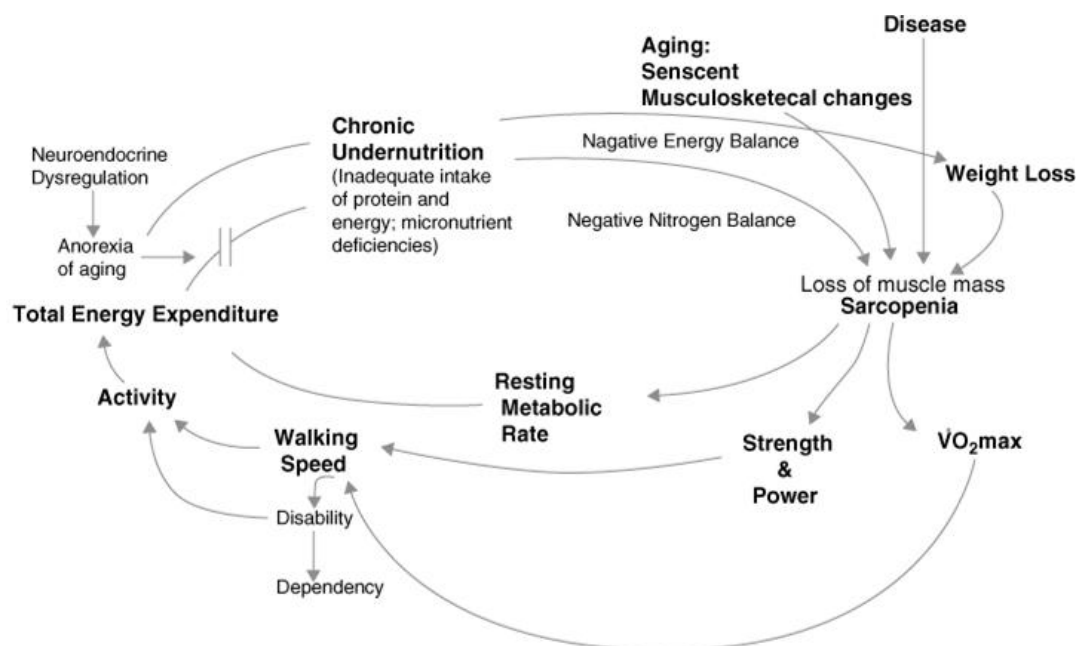 Disease
Aging:
Senscent
Musculosketecal changes
Chronic
Undernutrition
(Inadequate intake
of protein and
energy; micronutrient
deficiencies)
Nagative Energy Balance
Weight Loss
Neuroendocrine
Dysregulation
Negative Nitrogen Balance
Anorexia
of aging
Loss of muscle mass
Sarcopenia
Total Energy Expenditure
Activity
Resting
Metabolic
Rate
Walking
Speed
Strength
&
Power
V̇O₂max
Disability
Dependency